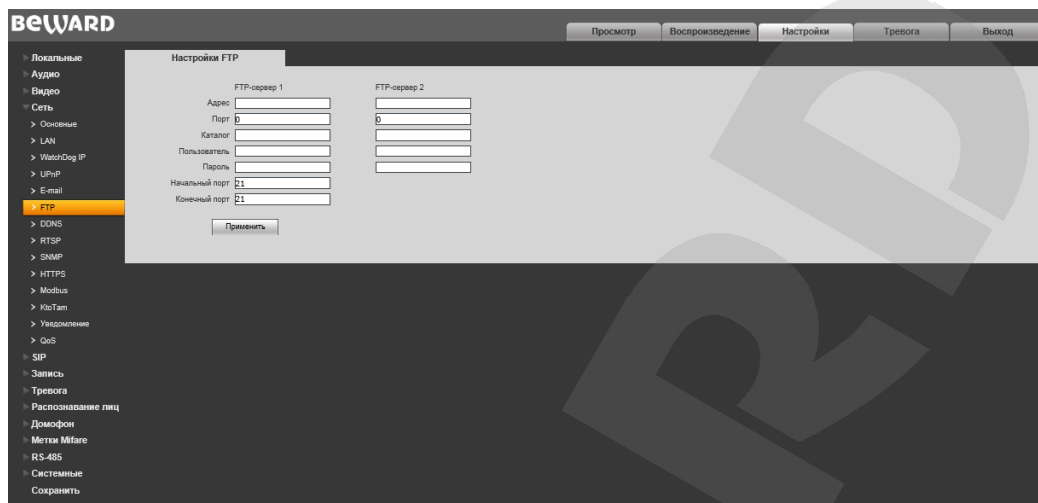 BEWARD
Просмотр Воспроизведение Настройки Тревога Выход
Локальные
Аудио
Видео
Сеть
Основные
LAN
WatchDog IP
UPnP
E-mail
FTP
DDNS
RTSP
SNMP
HTTPS
Modbus
KtoTam
Уведомление
QoS
SIP
Запись
Тревога
Распознавание лиц
Домофон
Метки Mifare
RS-485
Системные
Сохранить
Настройки FTP
FTP-сервер 1 FTP-сервер 2
Адрес
Порт 0 0
Каталог
Пользователь
Пароль
Начальный порт 21
Конечный порт 21
Применить
RD